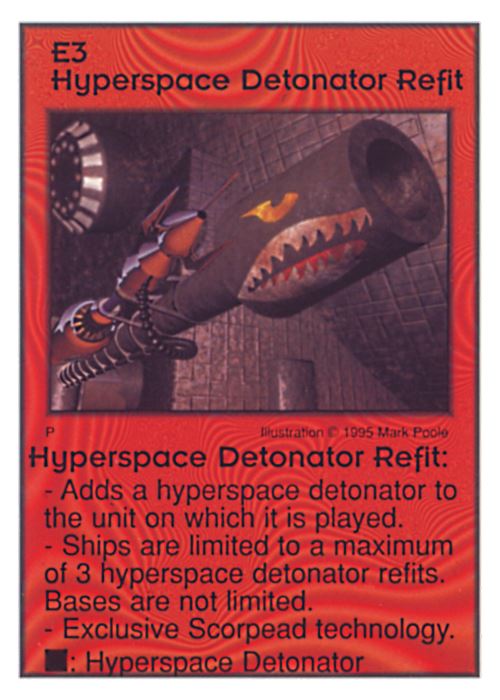 E3
Hyperspace Detonator Refit
P
Illustration © 1995 Mark Poole
Hyperspace Detonator Refit:
- Adds a hyperspace detonator to
the unit on which it is played.
- Ships are limited to a maximum
of 3 hyperspace detonator refits.
Bases are not limited.
- Exclusive Scorpead technology.
■: Hyperspace Detonator